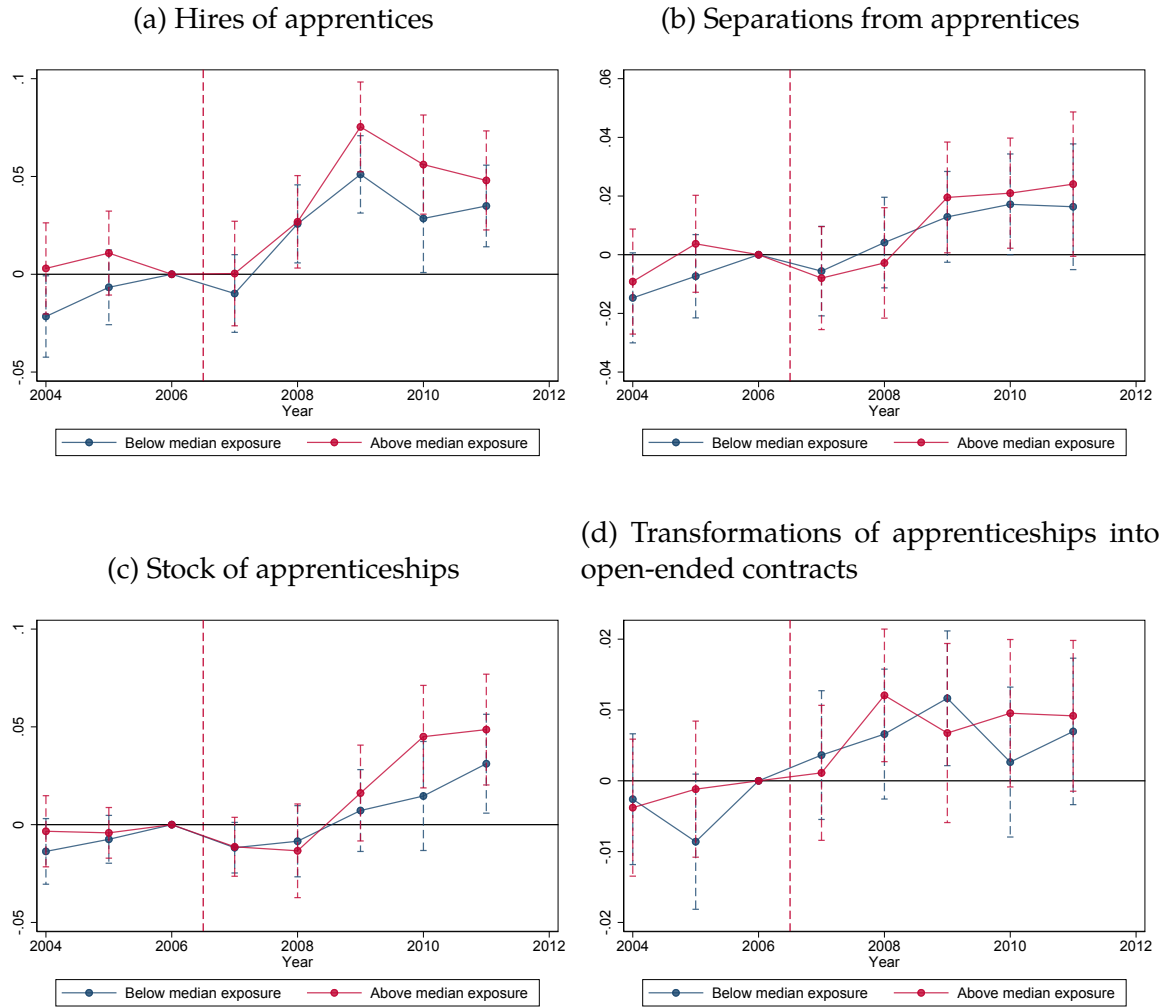 (a) Hires of apprentices
.1
.05
0
-.05
2004 2006 2008 2010 2012
Year
Below median exposure Above median exposure
(b) Separations from apprentices
.06
.04
.02
0
-.02
-.04
2004 2006 2008 2010 2012
Year
Below median exposure Above median exposure
(c) Stock of apprenticeships
.1
.05
0
-.05
2004 2006 2008 2010 2012
Year
Below median exposure Above median exposure
(d) Transformations of apprenticeships into
open-ended contracts
.02
.01
0
-.01
-.02
2004 2006 2008 2010 2012
Year
Below median exposure Above median exposure